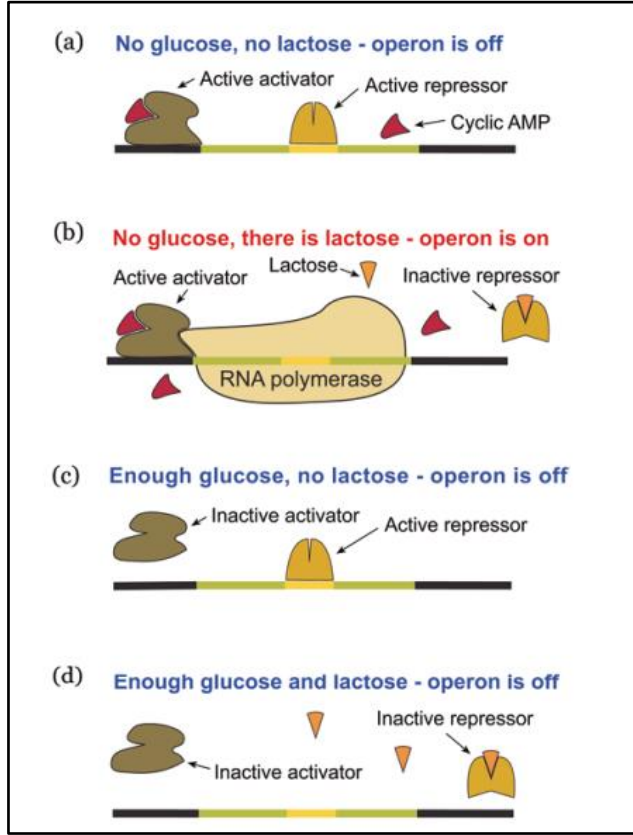 (a) No glucose, no lactose - operon is off
Active activator
Active repressor
Cyclic AMP
(b) No glucose, there is lactose - operon is on
Lactose
Active activator
Inactive repressor
RNA polymerase
(c) Enough glucose, no lactose - operon is off
Inactive activator
Active repressor
(d) Enough glucose and lactose - operon is off
Inactive repressor
Inactive activator